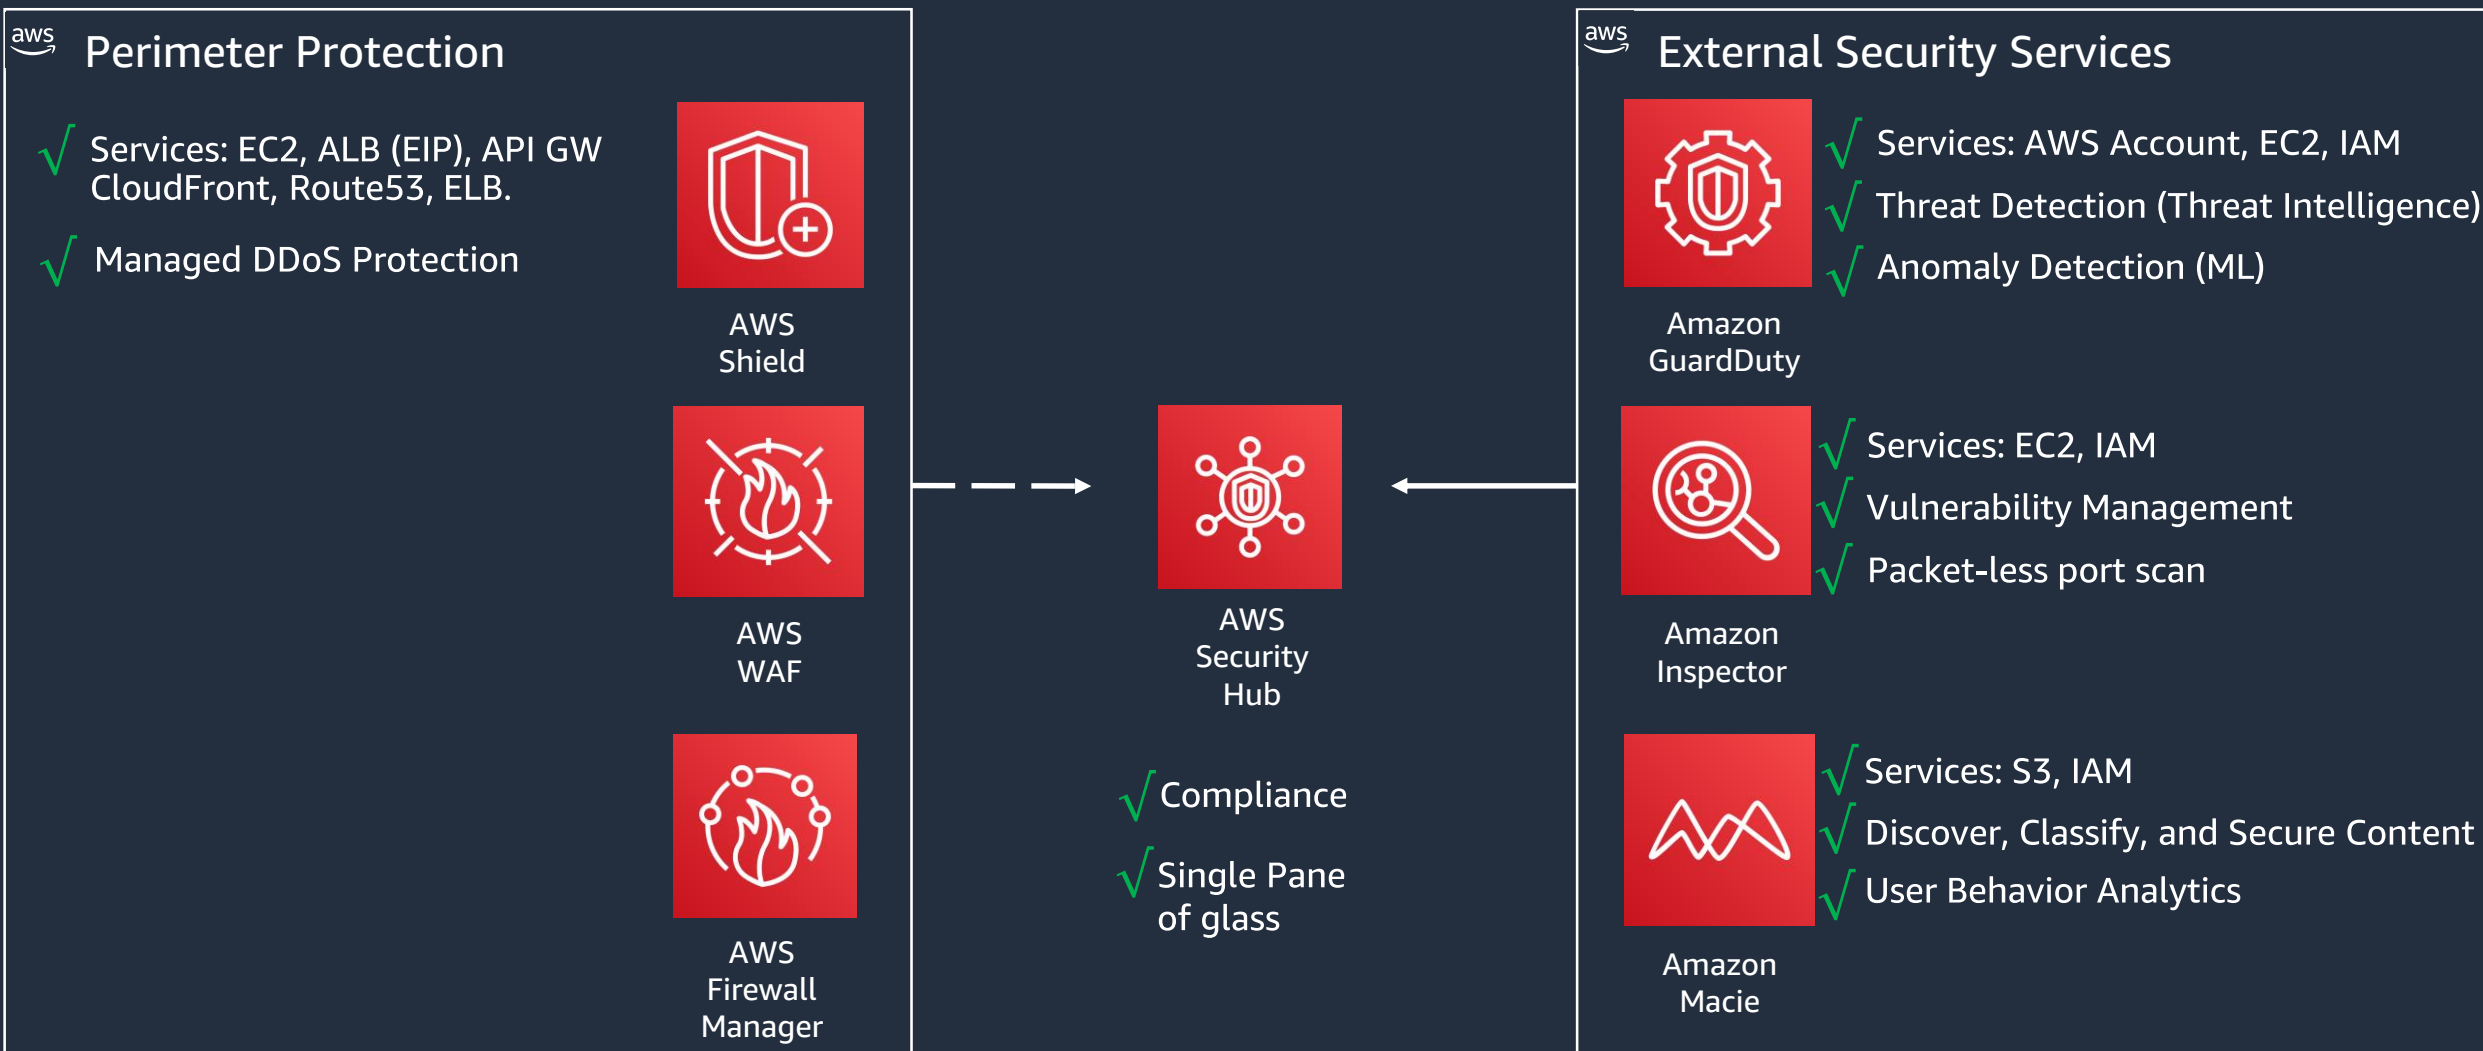 aws
Perimeter Protection
√ Services: EC2, ALB (EIP), API GW
CloudFront, Route53, ELB.
√ Managed DDoS Protection
AWS
Shield
AWS
WAF
AWS
Firewall
Manager
AWS
Security
Hub
√ Compliance
√ Single Pane
of glass
aws
External Security Services
√ Services: AWS Account, EC2, IAM
√ Threat Detection (Threat Intelligence)
√ Anomaly Detection (ML)
Amazon
GuardDuty
√ Services: EC2, IAM
√ Vulnerability Management
√ Packet-less port scan
Amazon
Inspector
√ Services: S3, IAM
√ Discover, Classify, and Secure Content
√ User Behavior Analytics
Amazon
Macie